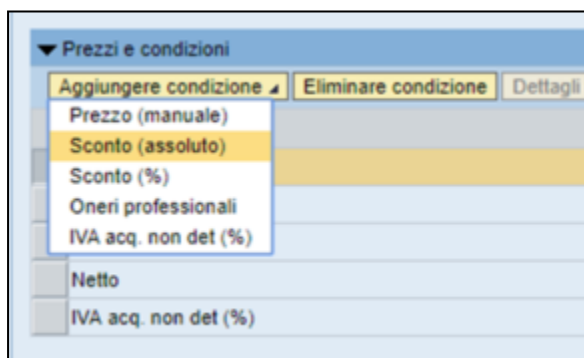 Prezzi e condizioni
Aggiungere condizione Eliminare condizione Dettagli
Prezzo (manuale)
Sconto (assoluto)
Sconto (%)
Oneri professionali
IVA acq. non det (%)
Netto
IVA acq. non det (%)